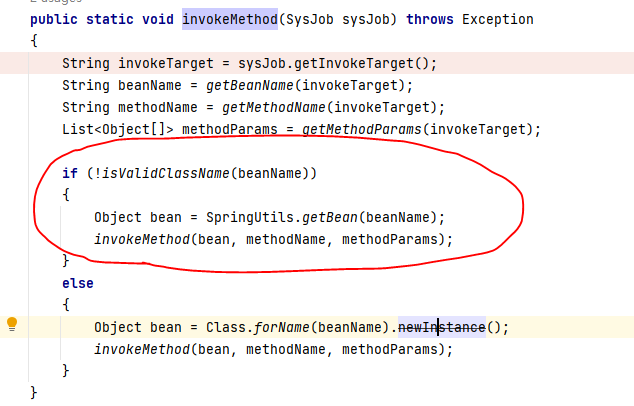 2 usages
public static void invokeMethod(SysJob sysJob) throws Exception
{
String invokeTarget = sysJob.getInvokeTarget();
String beanName = getBeanName(invokeTarget);
String methodName = getMethodName(invokeTarget);
List<Object[]> methodParams = getMethodParams(invokeTarget);
if (!isValidClassName(beanName))
{
Object bean = SpringUtils.getBean(beanName);
invokeMethod(bean, methodName, methodParams);
}
else
{
Object bean = Class.forName(beanName).newInstance();
invokeMethod(bean, methodName, methodParams);
}
}